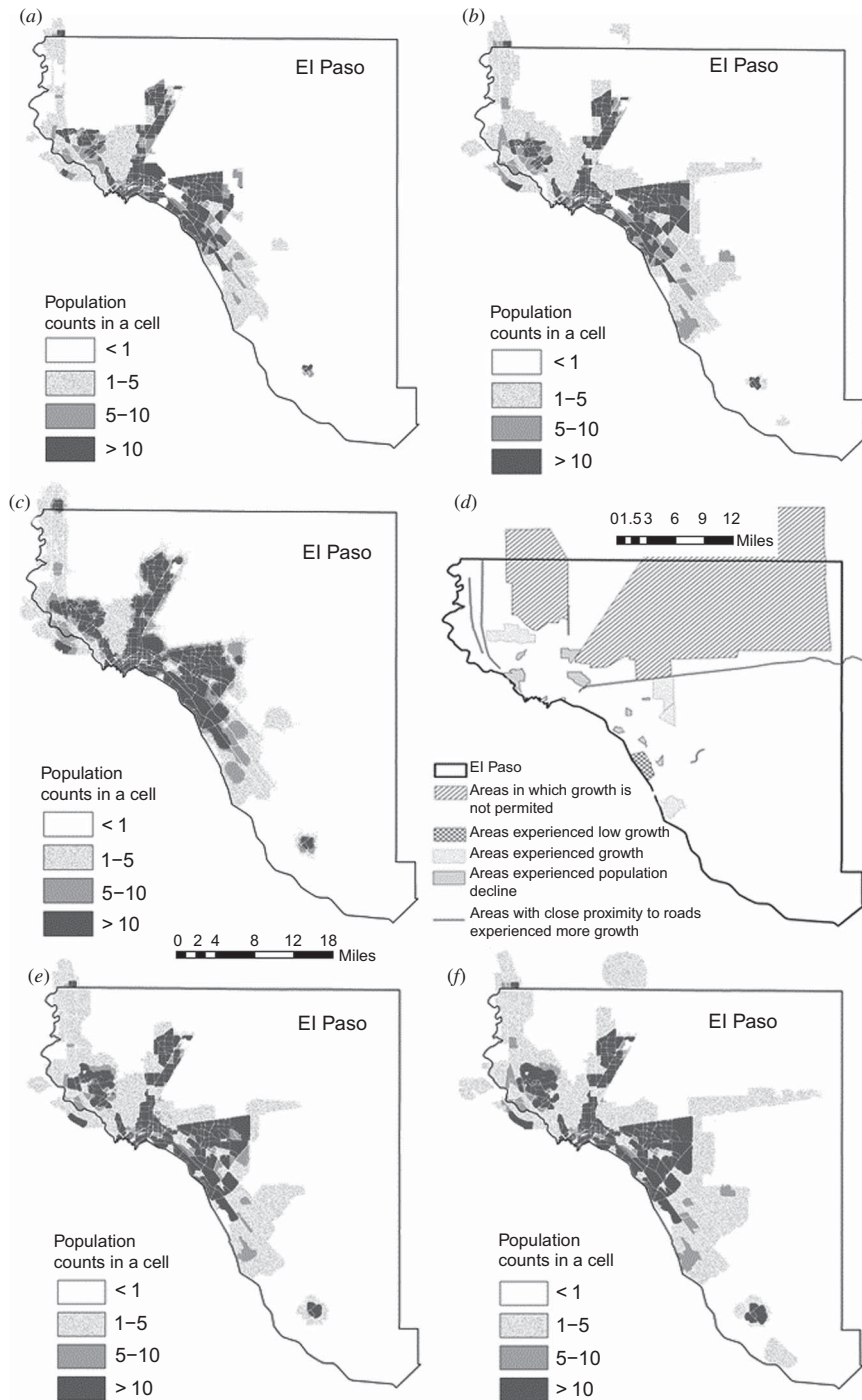 (a)
El Paso
Population
counts in a cell
< 1
1–5
5–10
> 10
(b)
El Paso
Population
counts in a cell
< 1
1–5
5–10
> 10
(c)
El Paso
Population
counts in a cell
< 1
1–5
5–10
> 10
0 2 4 8 12 18
Miles
(d)
0 1.5 3 6 9 12
Miles
El Paso
Areas in which growth is
not permited
Areas experienced low growth
Areas experienced growth
Areas experienced population
decline
Areas with close proximity to roads
experienced more growth
(e)
El Paso
Population
counts in a cell
< 1
1–5
5–10
> 10
(f)
El Paso
Population
counts in a cell
< 1
1–5
5–10
> 10